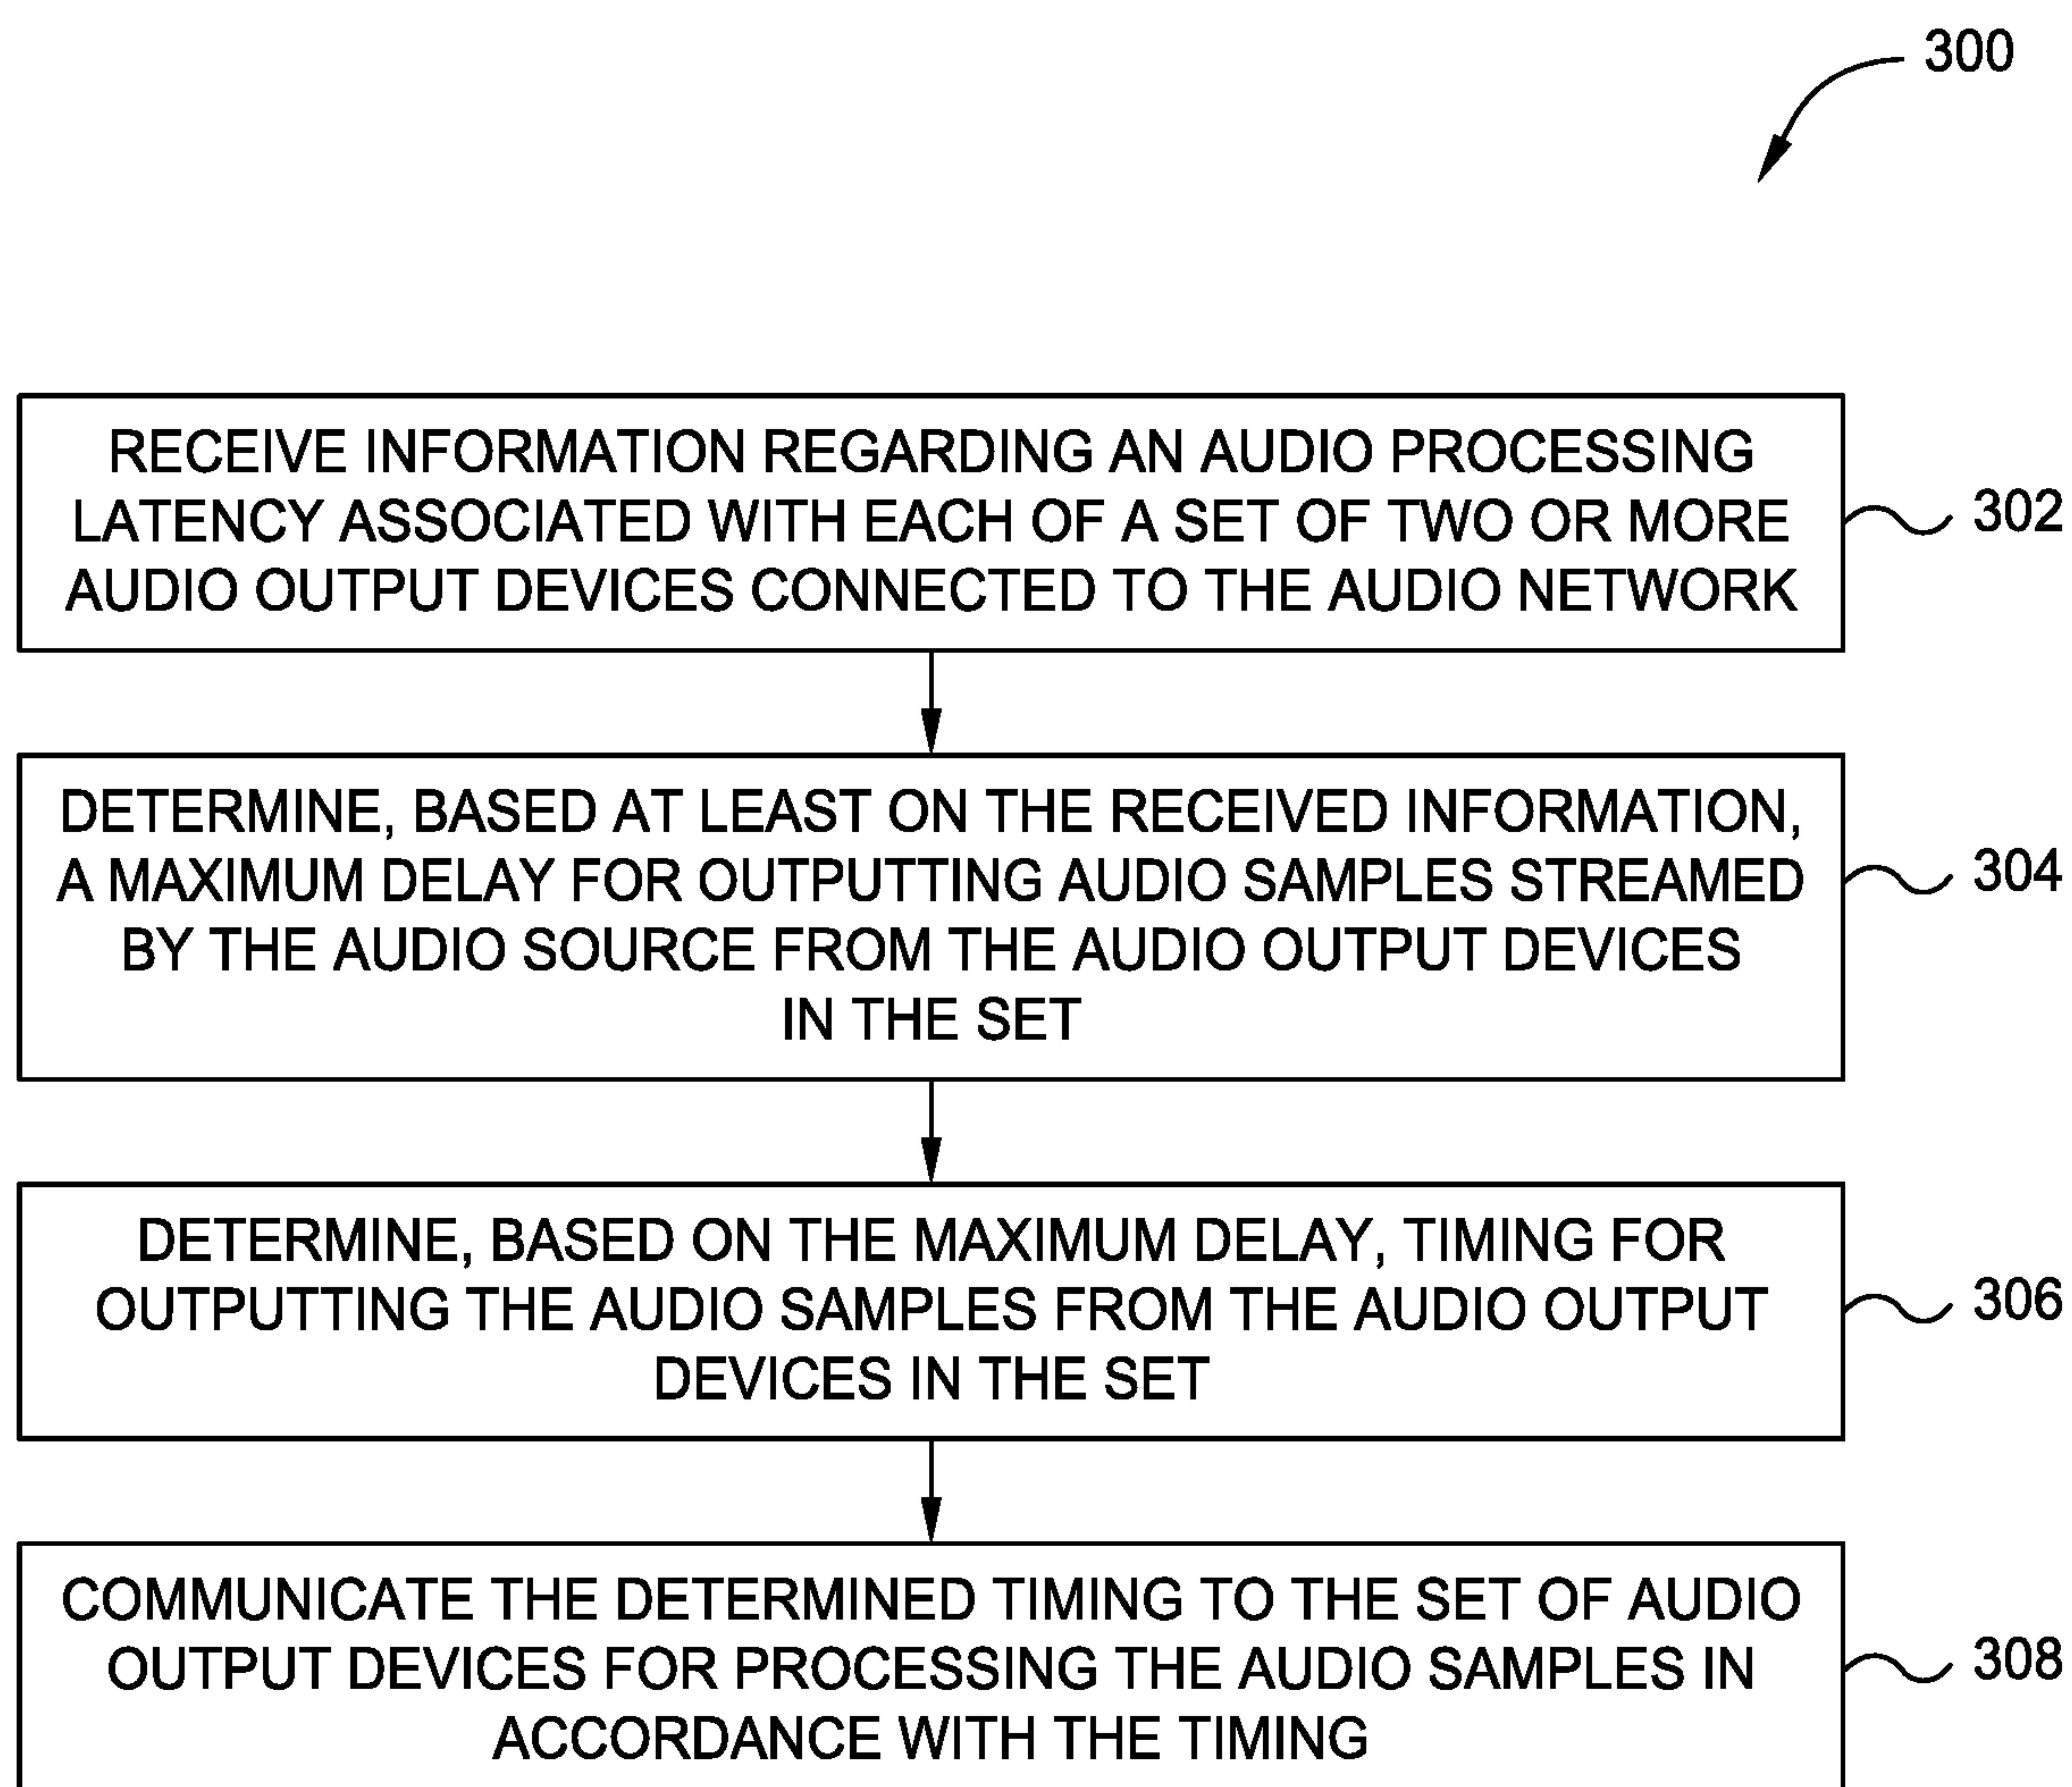 300
RECEIVE INFORMATION REGARDING AN AUDIO PROCESSING
LATENCY ASSOCIATED WITH EACH OF A SET OF TWO OR MORE
AUDIO OUTPUT DEVICES CONNECTED TO THE AUDIO NETWORK
302
DETERMINE, BASED AT LEAST ON THE RECEIVED INFORMATION,
A MAXIMUM DELAY FOR OUTPUTTING AUDIO SAMPLES STREAMED
BY THE AUDIO SOURCE FROM THE AUDIO OUTPUT DEVICES
IN THE SET
304
DETERMINE, BASED ON THE MAXIMUM DELAY, TIMING FOR
OUTPUTTING THE AUDIO SAMPLES FROM THE AUDIO OUTPUT
DEVICES IN THE SET
306
COMMUNICATE THE DETERMINED TIMING TO THE SET OF AUDIO
OUTPUT DEVICES FOR PROCESSING THE AUDIO SAMPLES IN
ACCORDANCE WITH THE TIMING
308